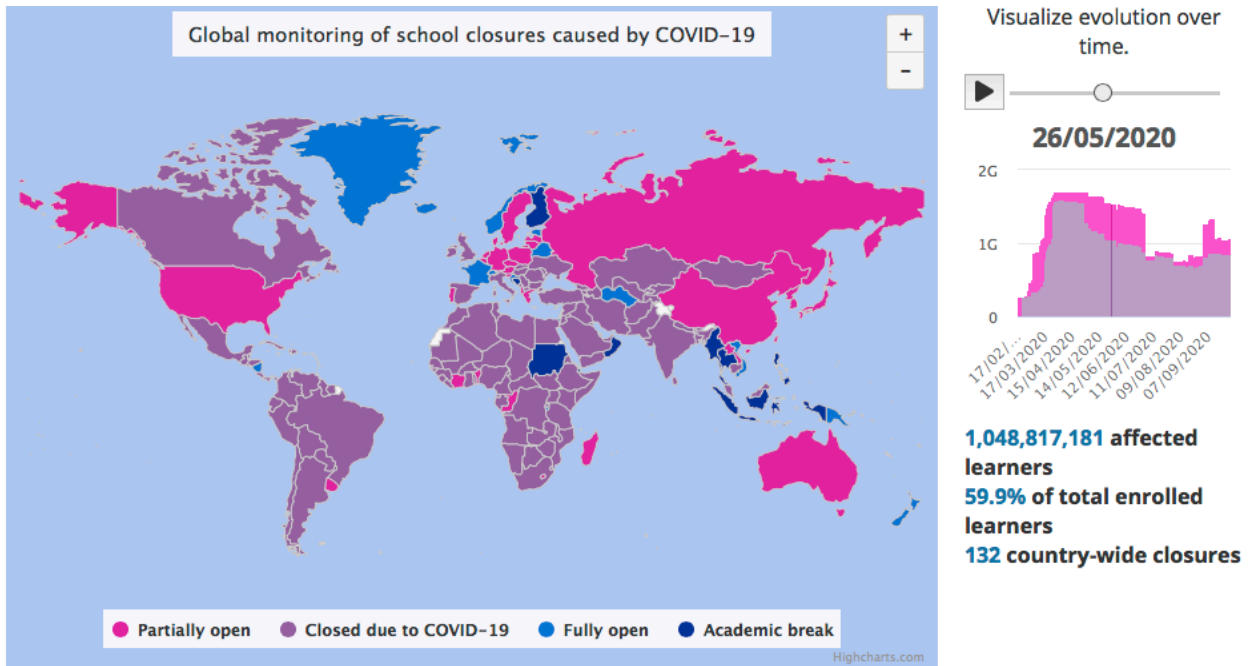 Global monitoring of school closures caused by COVID-19
+
-
Partially open
Closed due to COVID-19
Fully open
Academic break
Highcharts.com
Visualize evolution over
time.
26/05/2020
2G
1G
0
17/02/...
17/03/2020
15/04/2020
14/05/2020
12/06/2020
11/07/2020
09/08/2020
07/09/2020
1,048,817,181 affected
learners
59.9% of total enrolled
learners
132 country-wide closures